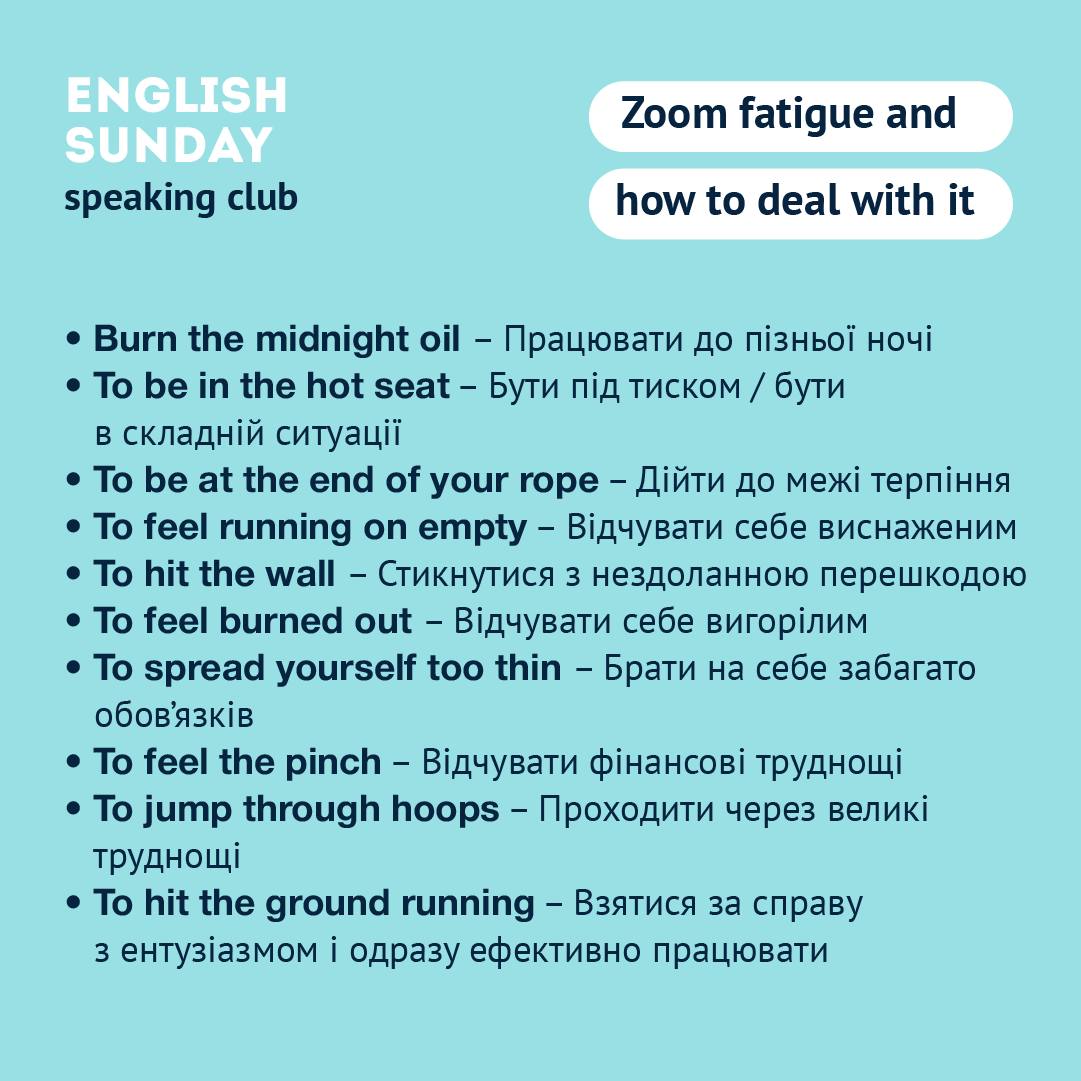 ENGLISH
SUNDAY
speaking club
Zoom fatigue and
how to deal with it
• Burn the midnight oil – Працювати до пізньої ночі
• To be in the hot seat – Бути під тиском / бути
в складній ситуації
• To be at the end of your rope – Дійти до межі терпіння
• To feel running on empty – Відчувати себе виснаженим
• To hit the wall – Стикнутися з нездоланною перешкодою
• To feel burned out – Відчувати себе вигорілим
• To spread yourself too thin – Брати на себе забагато
обов’язків
• To feel the pinch – Відчувати фінансові труднощі
• To jump through hoops – Проходити через великі
труднощі
• To hit the ground running – Взятися за справу
з ентузіазмом і одразу ефективно працювати